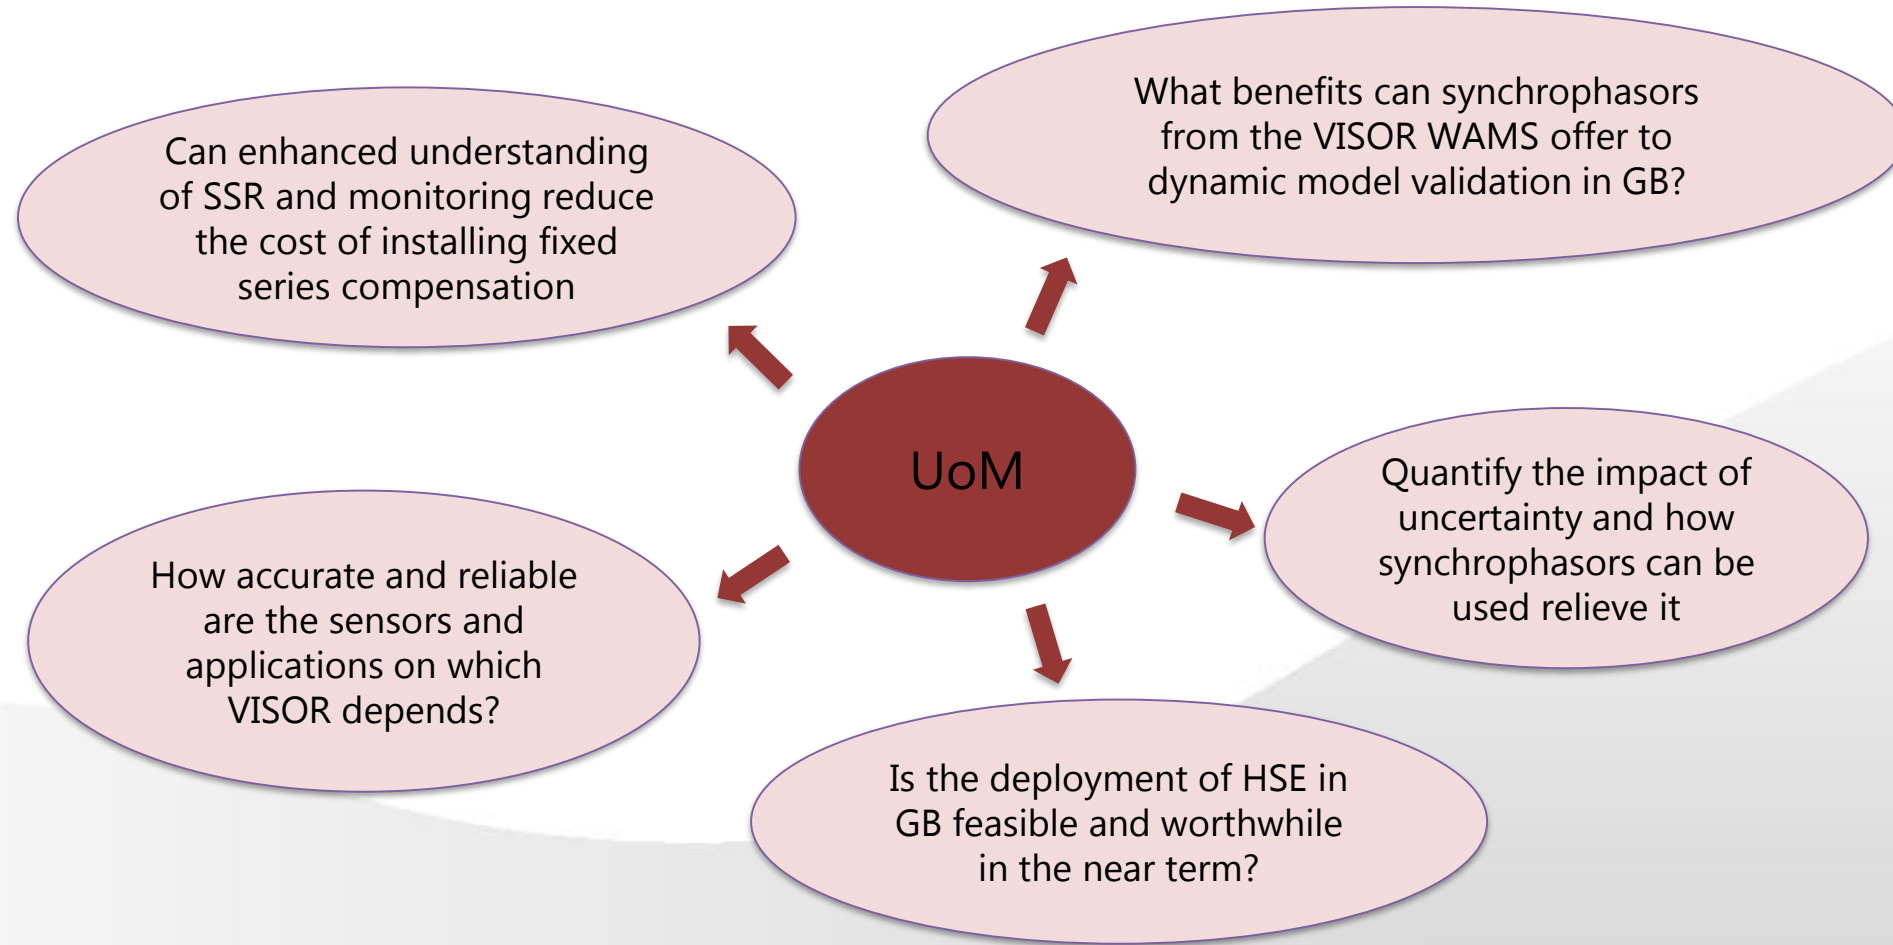 What benefits can synchrophasors
from the VISOR WAMS offer to
dynamic model validation in GB?
Can enhanced understanding
of SSR and monitoring reduce
the cost of installing fixed
series compensation
UoM
Quantify the impact of
uncertainty and how
synchrophasors can be
used relieve it
How accurate and reliable
are the sensors and
applications on which
VISOR depends?
Is the deployment of HSE in
GB feasible and worthwhile
in the near term?